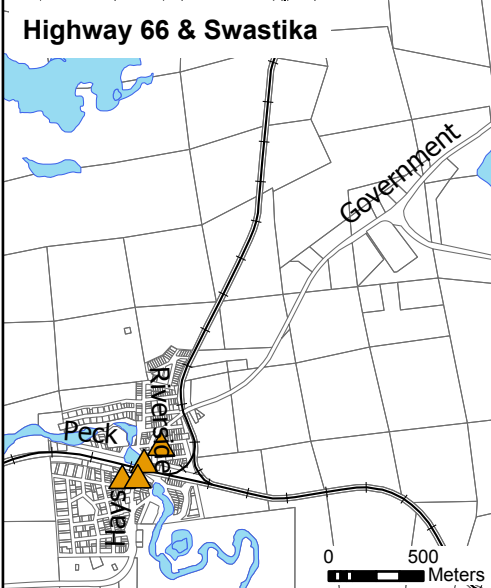 Highway 66 & Swastika
Government
Riverside
Peck
Hays
0 500
Meters